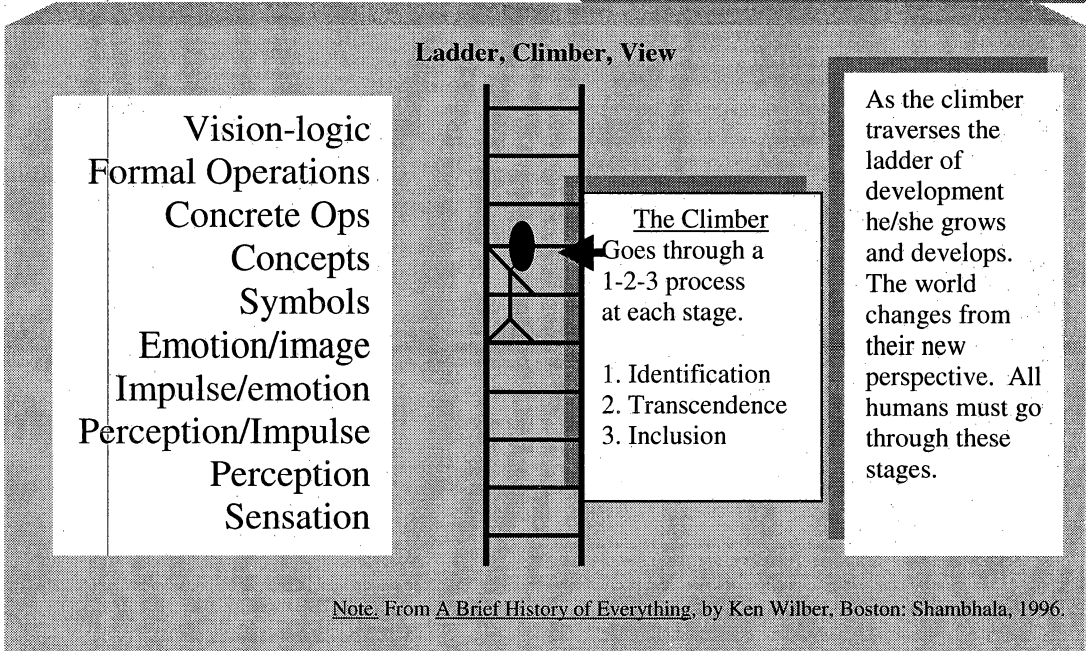 Ladder, Climber, View
Vision-logic
Formal Operations
Concrete Ops
Concepts
Symbols
Emotion/image
Impulse/emotion
Perception/Impulse
Perception
Sensation
The Climber
Goes through a
1-2-3 process
at each stage.
1. Identification
2. Transcendence
3. Inclusion
As the climber
traverses the
ladder of
development
he/she grows
and develops.
The world
changes from
their new
perspective. All
humans must go
through these
stages.
Note. From A Brief History of Everything, by Ken Wilber, Boston: Shambhala, 1996.